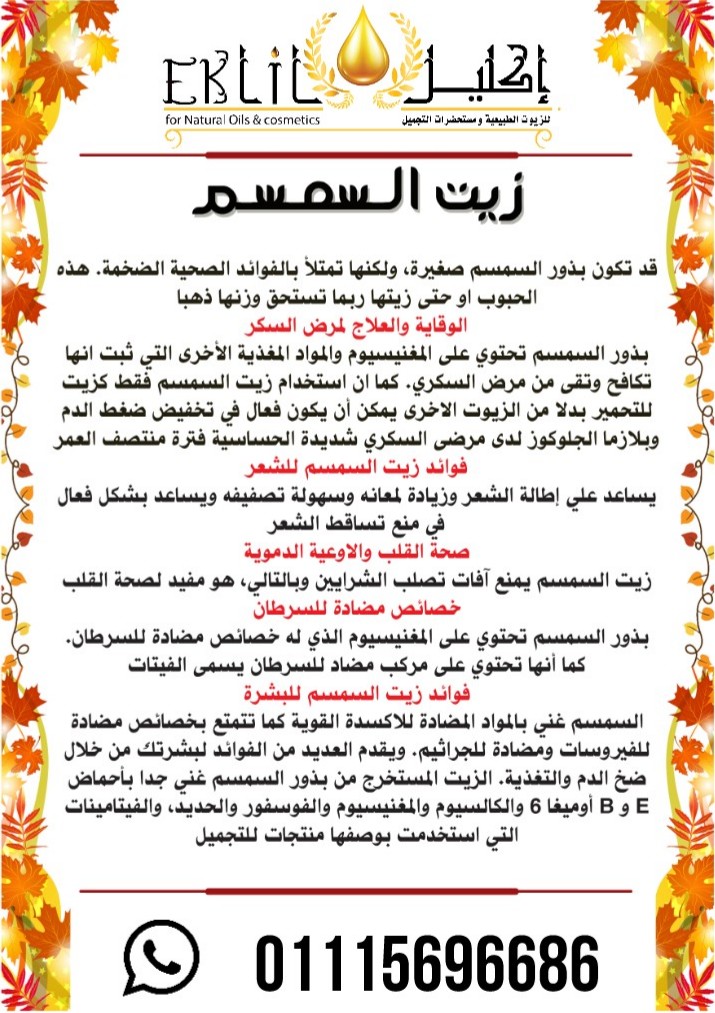 EKLIL إكليل
for Natural Oils & cosmetics للزيوت الطبيعية ومستحضرات التجميل
زيت السمسم
قد تكون بذور السمسم صغيرة، ولكنها تمتلأ بالفوائد الصحية الضخمة. هذه
الحبوب او حتى زيتها ربما تستحق وزنها ذهبا
الوقاية والعلاج لمرض السكر
بذور السمسم تحتوي على المغنيسيوم والمواد المغذية الأخرى التي ثبت انها
تكافح وتقى من مرض السكري. كما ان استخدام زيت السمسم فقط كزيت
للتحمير بدلا من الزيوت الاخرى يمكن أن يكون فعال في تخفيض ضغط الدم
وبلازما الجلوكوز لدى مرضى السكري شديدة الحساسية فترة منتصف العمر
فوائد زيت السمسم للشعر
يساعد علي إطالة الشعر وزيادة لمعانه وسهولة تصفيفه ويساعد بشكل فعال
في منع تساقط الشعر
صحة القلب والاوعية الدموية
زيت السمسم يمنع آفات تصلب الشرايين وبالتالي، هو مفيد لصحة القلب
خصائص مضادة للسرطان
بذور السمسم تحتوي على المغنيسيوم الذي له خصائص مضادة للسرطان.
كما أنها تحتوي على مركب مضاد للسرطان يسمى الفيتات
فوائد زيت السمسم للبشرة
السمسم غني بالمواد المضادة للاكسدة القوية كما تتمتع بخصائص مضادة
للفيروسات ومضادة للجراثيم. ويقدم العديد من الفوائد لبشرتك من خلال
ضخ الدم والتغذية. الزيت المستخرج من بذور السمسم غني جدا بأحماض
E و B أوميغا 6 والكالسيوم والمغنيسيوم والفوسفور والحديد، والفيتامينات
التي استخدمت بوصفها منتجات للتجميل
01115696686